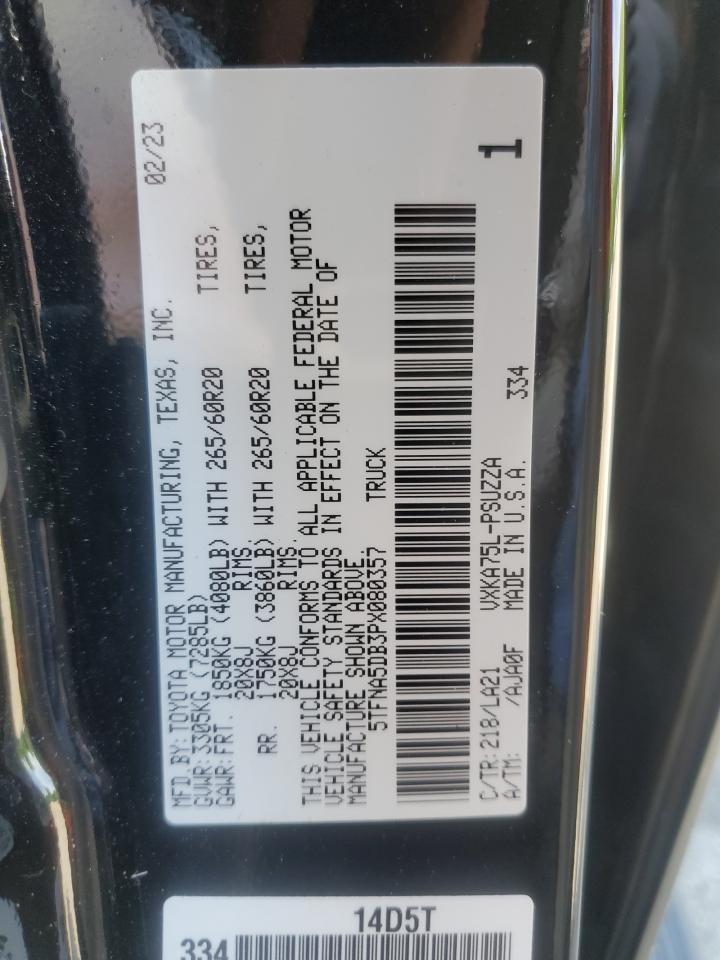 MFD BY: TOYOTA MOTOR MANUFACTURING, TEXAS, INC. 02/23
GVWR: 3305KG (7285LB)
GAWR: FRT. 1850KG (4080LB) WITH 265/60R20 TIRES,
20X8J RIMS.
RR. 1750KG (3860LB) WITH 265/60R20 TIRES,
20X8J RIMS.
THIS VEHICLE CONFORMS TO ALL APPLICABLE FEDERAL MOTOR
VEHICLE SAFETY STANDARDS IN EFFECT ON THE DATE OF
MANUFACTURE SHOWN ABOVE.
5TFNA5DB3PX080357 TRUCK
C/TR: 218/LA21 VXKA75L-PSUZZA
A/TM: /AJA0F MADE IN U.S.A. 334 1
14D5T
334